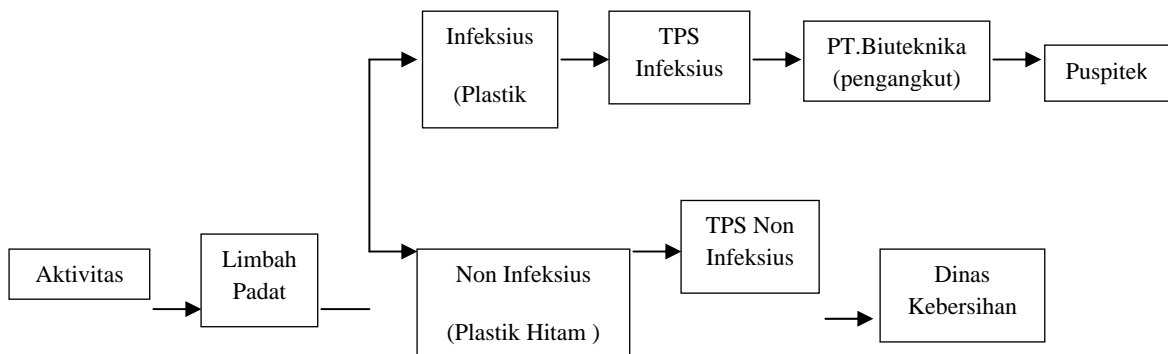 Infeksius
(Plastik
TPS
Infeksius
PT.Biuteknika
(pengangkut)
Puspitek
Aktivitas
Limbah
Padat
Non Infeksius
(Plastik Hitam )
TPS Non
Infeksius
Dinas
Kebersihan